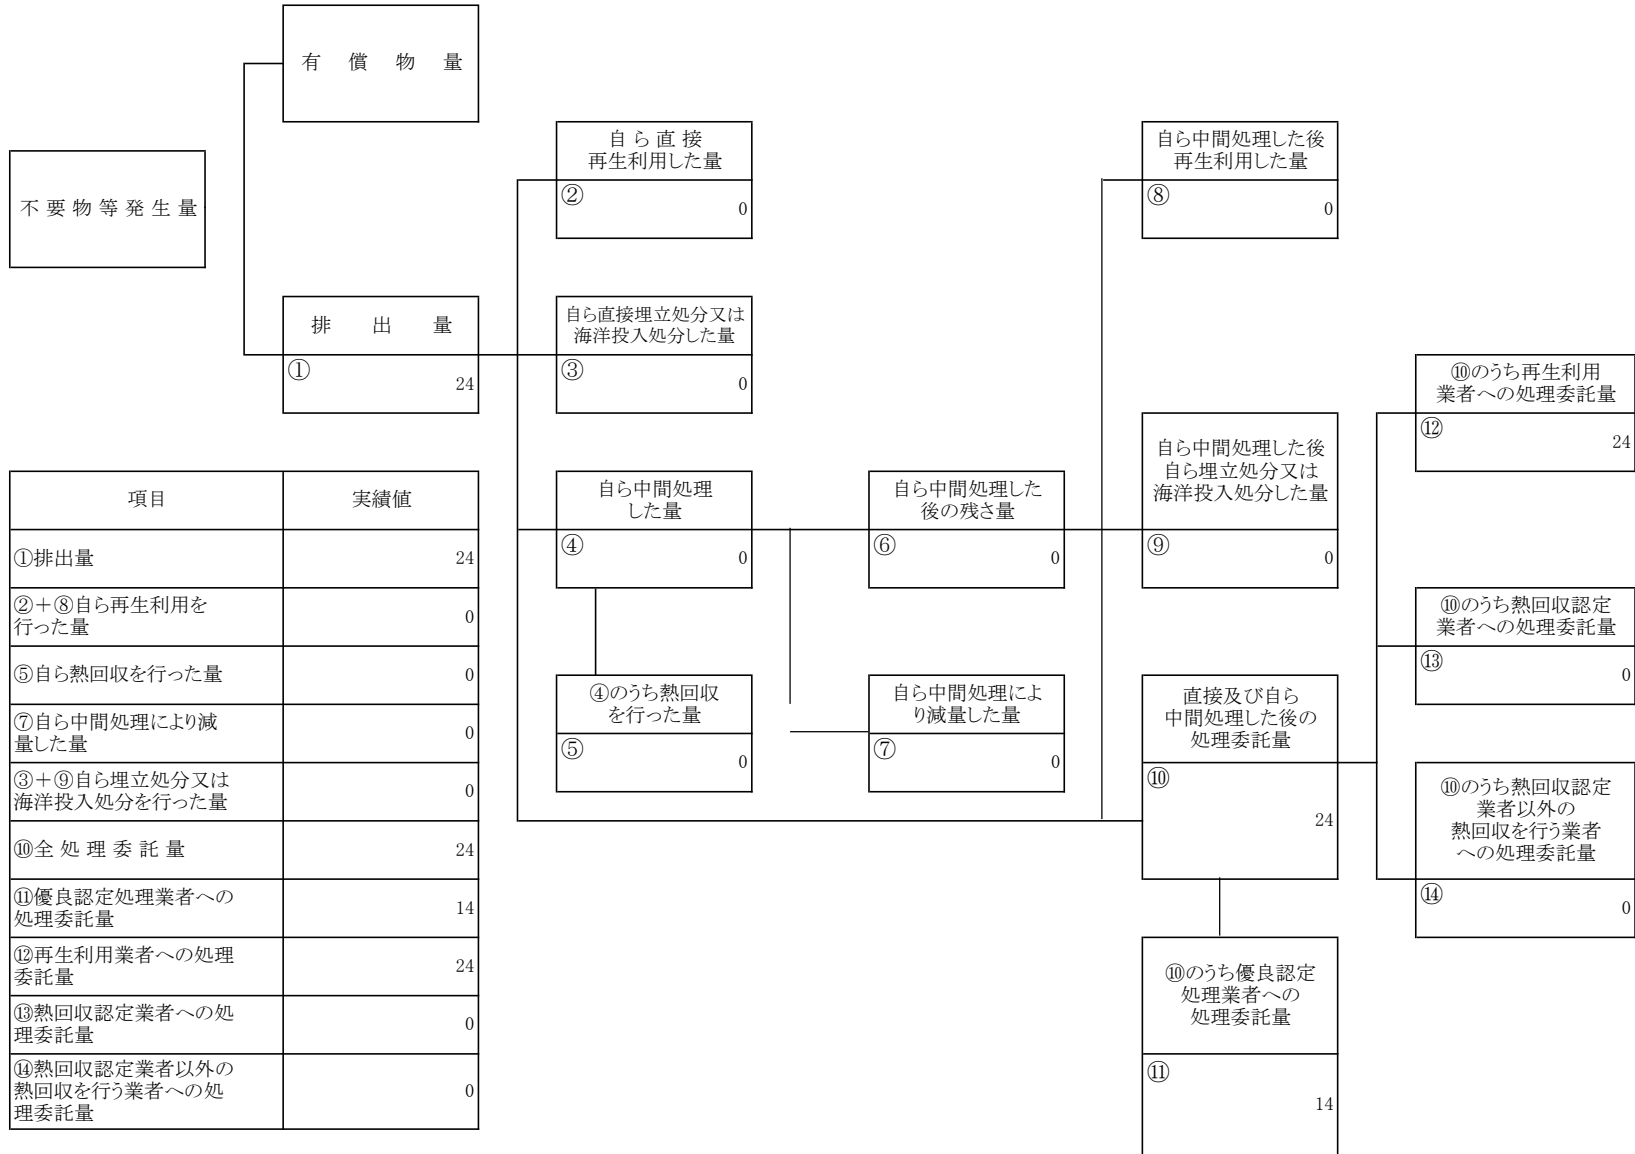 有償物量
不要物等発生量
排出量
①
24
自ら直接
再生利用した量
②
0
自ら直接埋立処分又は
海洋投入処分した量
③
0
自ら中間処理
した量
④
0
④のうち熱回収
を行った量
⑤
0
自ら中間処理した
後の残さ量
⑥
0
自ら中間処理によ
り減量した量
⑦
0
自ら中間処理した後
再生利用した量
⑧
0
自ら中間処理した後
自ら埋立処分又は
海洋投入処分した量
⑨
0
直接及び自ら
中間処理した後の
処理委託量
⑩
24
⑩のうち優良認定
処理業者への
処理委託量
⑪
14
⑩のうち再生利用
業者への処理委託量
⑫
24
⑩のうち熱回収認定
業者への処理委託量
⑬
0
⑩のうち熱回収認定
業者以外の
熱回収を行う業者
への処理委託量
⑭
0
項目 実績値
①排出量 24
②＋⑧自ら再生利用を
行った量 0
⑤自ら熱回収を行った量 0
⑦自ら中間処理により減
量した量 0
③＋⑨自ら埋立処分又は
海洋投入処分を行った量 0
⑩全処理委託量 24
⑪優良認定処理業者への
処理委託量 14
⑫再生利用業者への処理
委託量 24
⑬熱回収認定業者への処
理委託量 0
⑭熱回収認定業者以外の
熱回収を行う業者への処
理委託量 0